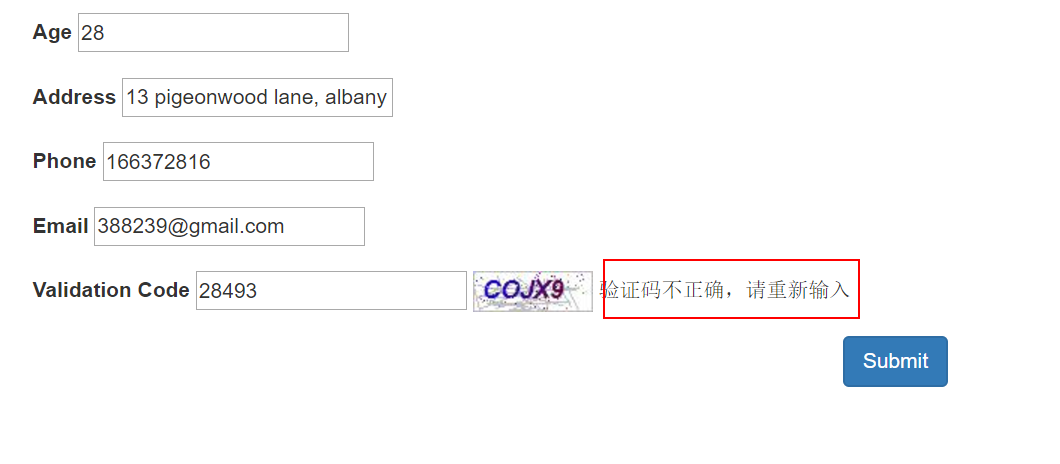 Age 28
Address 13 pigeonwood lane, albany
Phone 166372816
Email 388239@gmail.com
Validation Code 28493 COJX9 验证码不正确，请重新输入
Submit